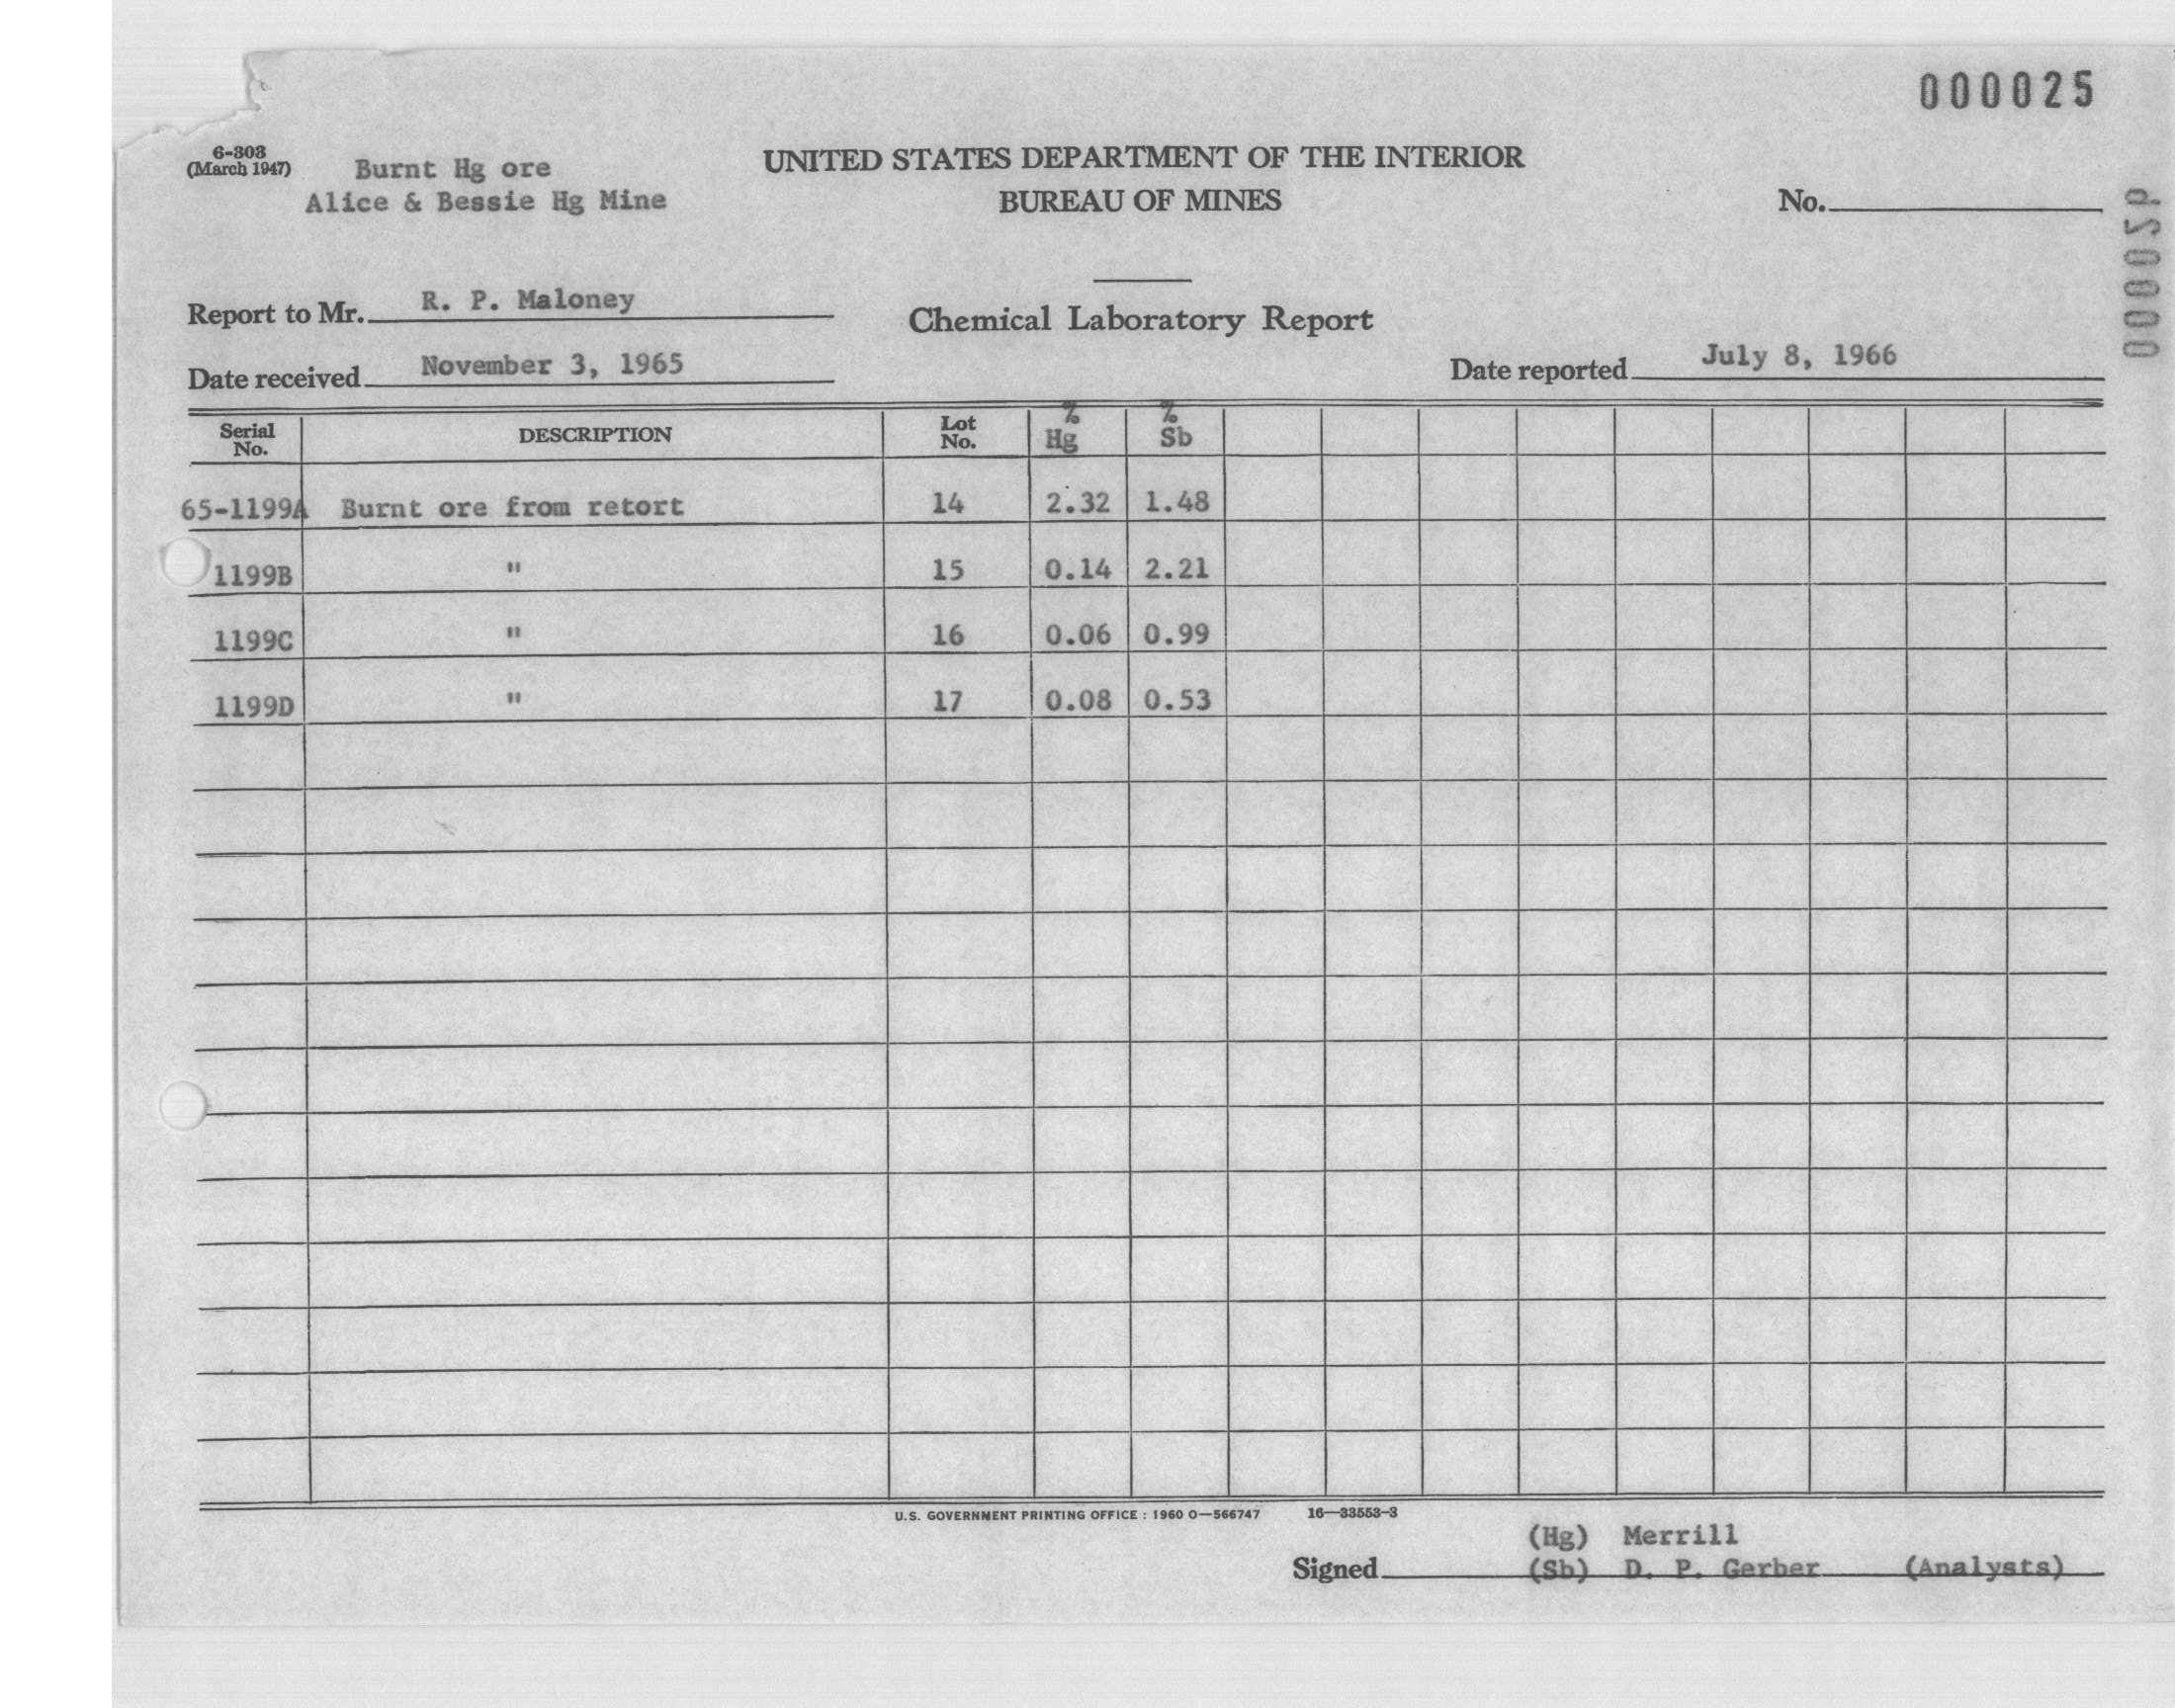 000025
6-303
(March 1947)
Burnt Hg ore
Alice & Bessie Hg Mine
UNITED STATES DEPARTMENT OF THE INTERIOR
BUREAU OF MINES
No.
Report to Mr. R. P. Maloney
Chemical Laboratory Report
Date received November 3, 1965
Date reported July 8, 1966
Serial No. DESCRIPTION Lot No. % Hg % Sb
65-1199A Burnt ore from retort 14 2.32 1.48
1199B " 15 0.14 2.21
1199C " 16 0.06 0.99
1199D " 17 0.08 0.53
U.S. GOVERNMENT PRINTING OFFICE : 1960 O—566747 16—33553-3
(Hg) Merrill
Signed (Sb) D. P. Gerber (Analysts)